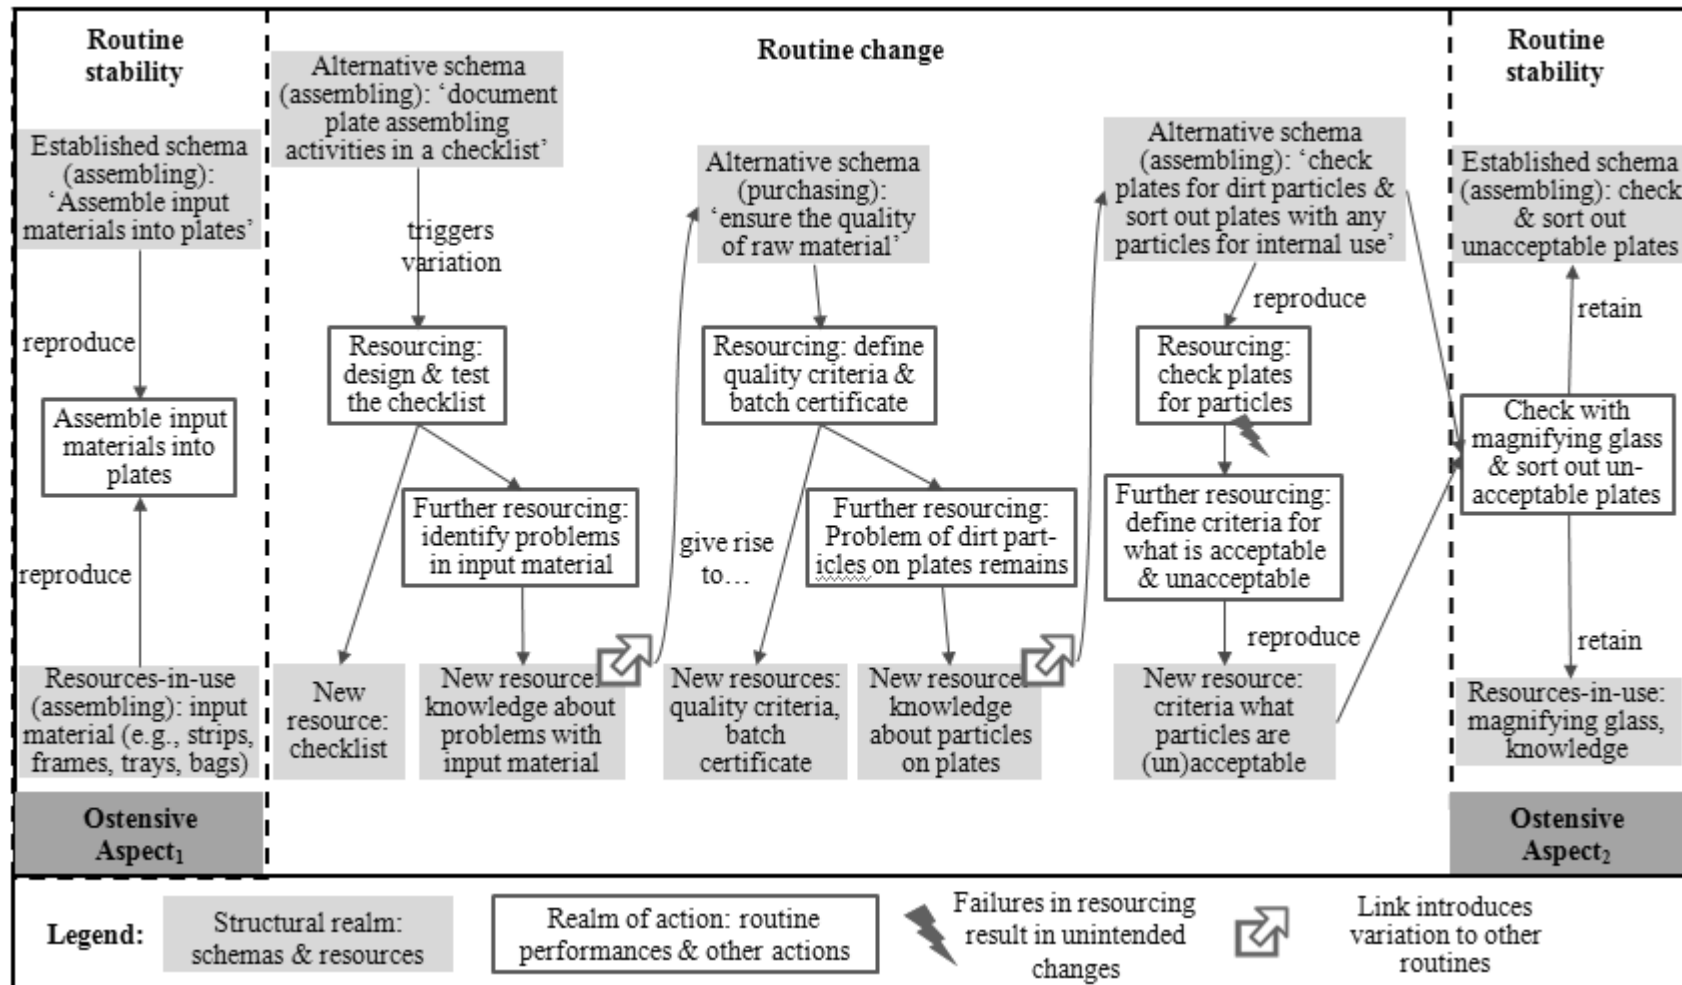 Routine
stability
Established schema
(assembling):
‘Assemble input
materials into plates’
reproduce
Assemble input
materials into
plates
reproduce
Resources-in-use
(assembling): input
material (e.g., strips,
frames, trays, bags)
Ostensive
Aspect1
Routine change
Alternative schema
(assembling): ‘document
plate assembling
activities in a checklist’
triggers
variation
Resourcing:
design & test
the checklist
Further resourcing:
identify problems
in input material
New
resource:
checklist
New resource:
knowledge about
problems with
input material
Alternative schema
(purchasing):
‘ensure the quality
of raw material’
Resourcing: define
quality criteria &
batch certificate
give rise
to…
Further resourcing:
Problem of dirt part-
icles on plates remains
New resources:
quality criteria,
batch
certificate
New resource:
knowledge
about particles
on plates
Alternative schema
(assembling): ‘check
plates for dirt particles &
sort out plates with any
particles for internal use’
reproduce
Resourcing:
check plates
for particles
Further resourcing:
define criteria for
what is acceptable
& unacceptable
reproduce
New resource:
criteria what
particles are
(un)acceptable
Routine
stability
Established schema
(assembling): check
& sort out
unacceptable plates
retain
Check with
magnifying glass
& sort out un-
acceptable plates
retain
Resources-in-use:
magnifying glass,
knowledge
Ostensive
Aspect2
Legend:
Structural realm:
schemas & resources
Realm of action: routine
performances & other actions
Failures in resourcing
result in unintended
changes
Link introduces
variation to other
routines